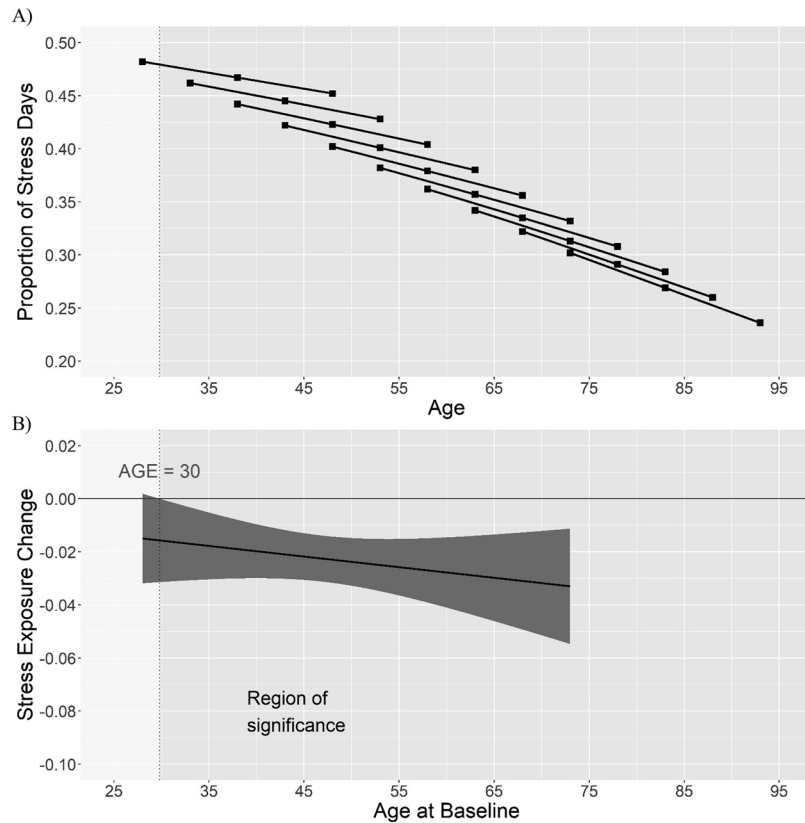 A)
0.50
0.45
0.40
0.35
0.30
0.25
0.20
Proportion of Stress Days
25 35 45 55 65 75 85 95
Age
B)
0.02
0.00
-0.02
-0.04
-0.06
-0.08
-0.10
Stress Exposure Change
AGE = 30
Region of
significance
25 35 45 55 65 75 85 95
Age at Baseline